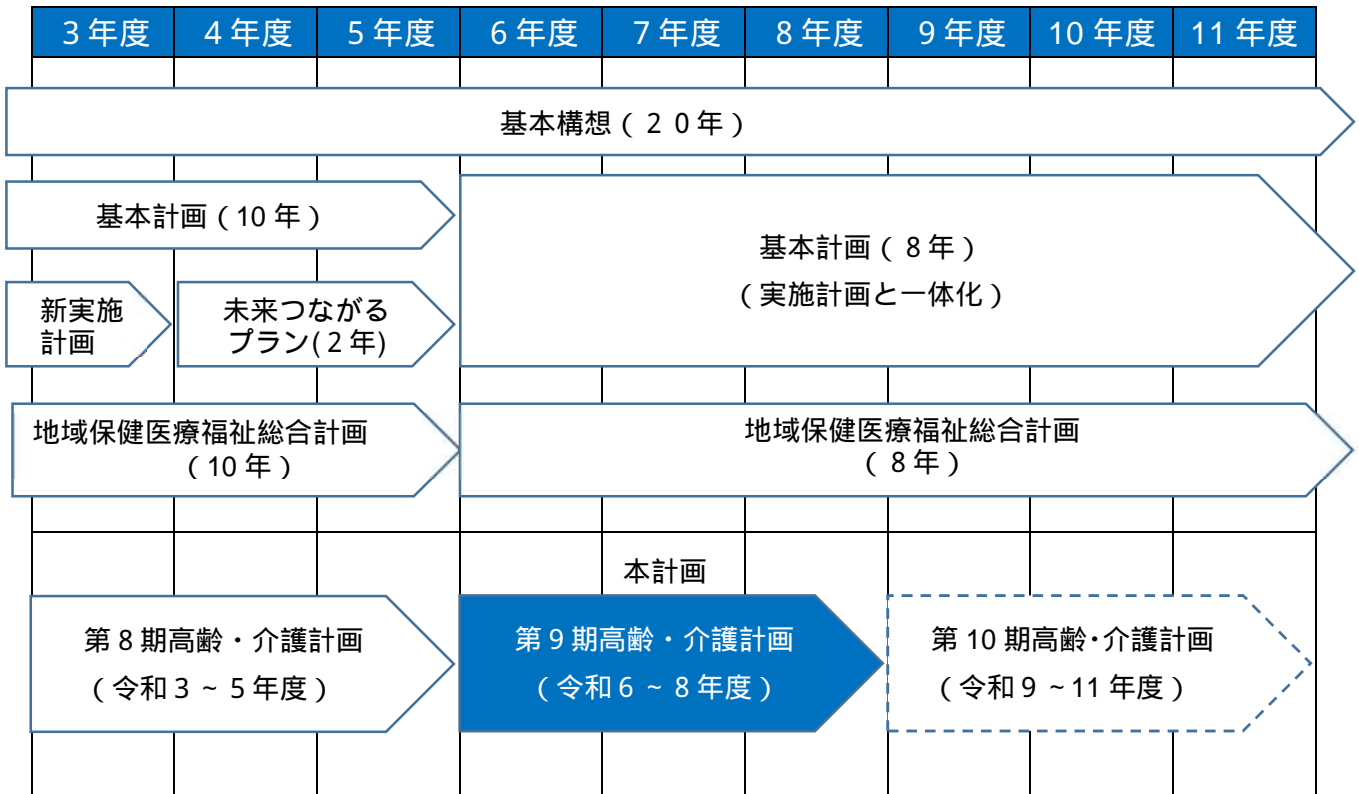 3年度 4年度 5年度 6年度 7年度 8年度 9年度 10年度 11年度
基本構想(20年)
基本計画(10年)
基本計画(8年)
(実施計画と一体化)
新実施
計画
未来つながる
プラン(2年)
地域保健医療福祉総合計画
(10年)
地域保健医療福祉総合計画
(8年)
本計画
第8期高齢・介護計画
(令和3~5年度)
第9期高齢・介護計画
(令和6~8年度)
第10期高齢・介護計画
(令和9~11年度)